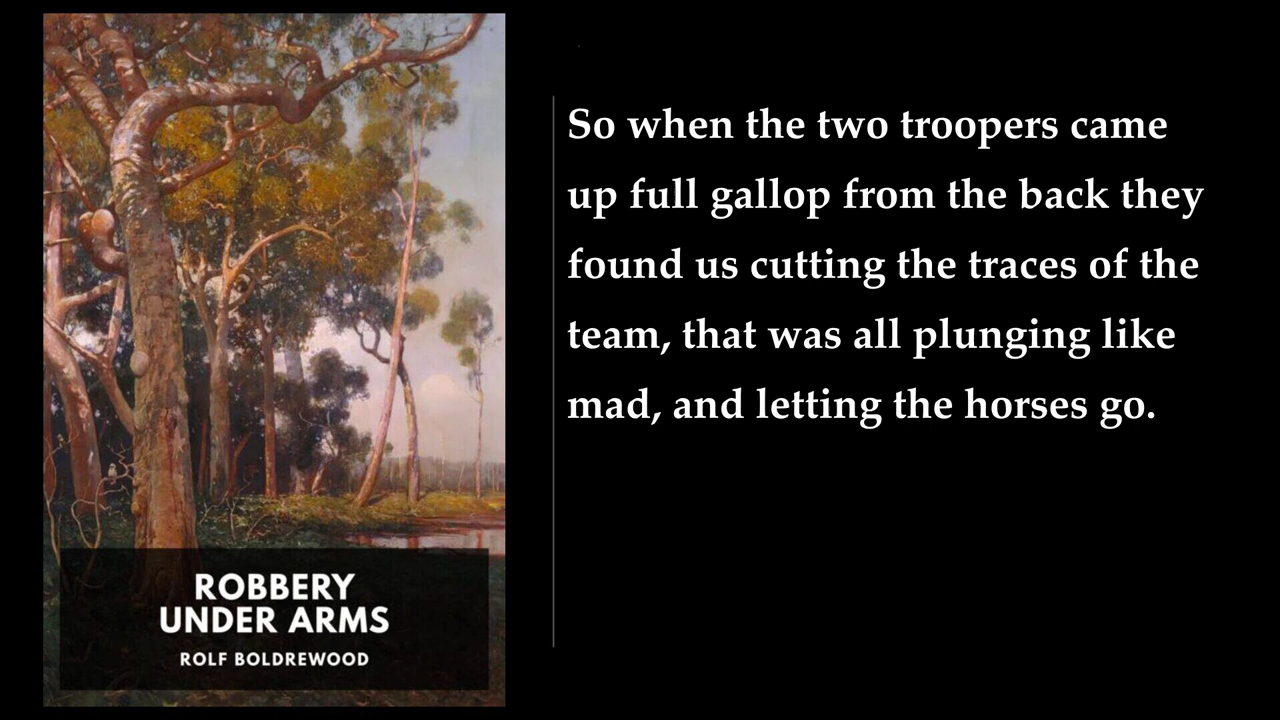 So when the two troopers came
up full gallop from the back they
found us cutting the traces of the
team, that was all plunging like
mad, and letting the horses go.
ROBBERY
UNDER ARMS
ROLF BOLDREWOOD